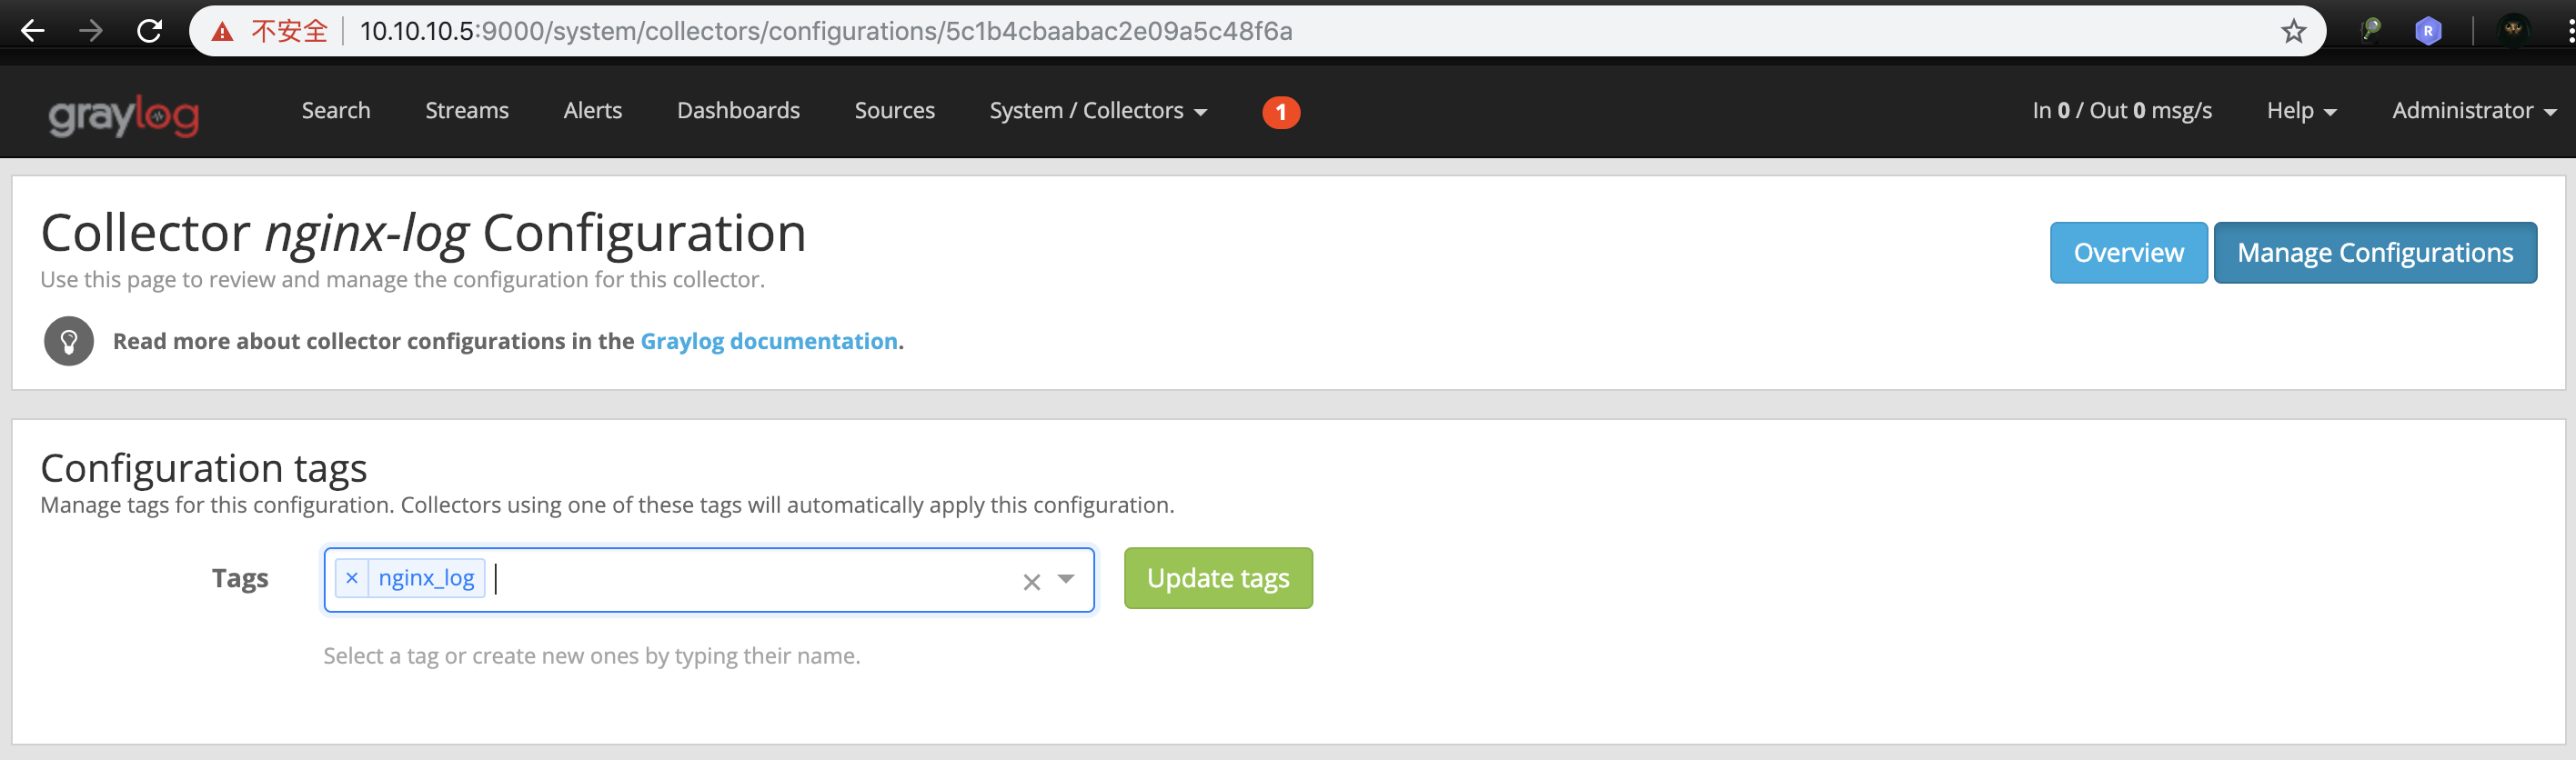 不安全 10.10.10.5:9000/system/collectors/configurations/5c1b4cbaabac2e09a5c48f6a R
graylog Search Streams Alerts Dashboards Sources System / Collectors 1 In 0 / Out 0 msg/s Help Administrator
Collector nginx-log Configuration
Use this page to review and manage the configuration for this collector.
Overview Manage Configurations
Read more about collector configurations in the Graylog documentation.
Configuration tags
Manage tags for this configuration. Collectors using one of these tags will automatically apply this configuration.
Tags × nginx_log × Update tags
Select a tag or create new ones by typing their name.